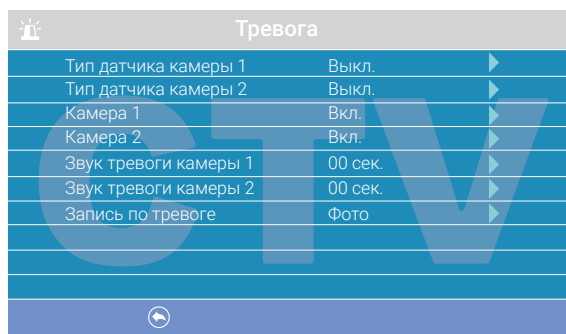 Тревога
Тип датчика камеры 1 Выкл.
Тип датчика камеры 2 Выкл.
Камера 1 Вкл.
Камера 2 Вкл.
Звук тревоги камеры 1 00 сек.
Звук тревоги камеры 2 00 сек.
Запись по тревоге Фото
CTV